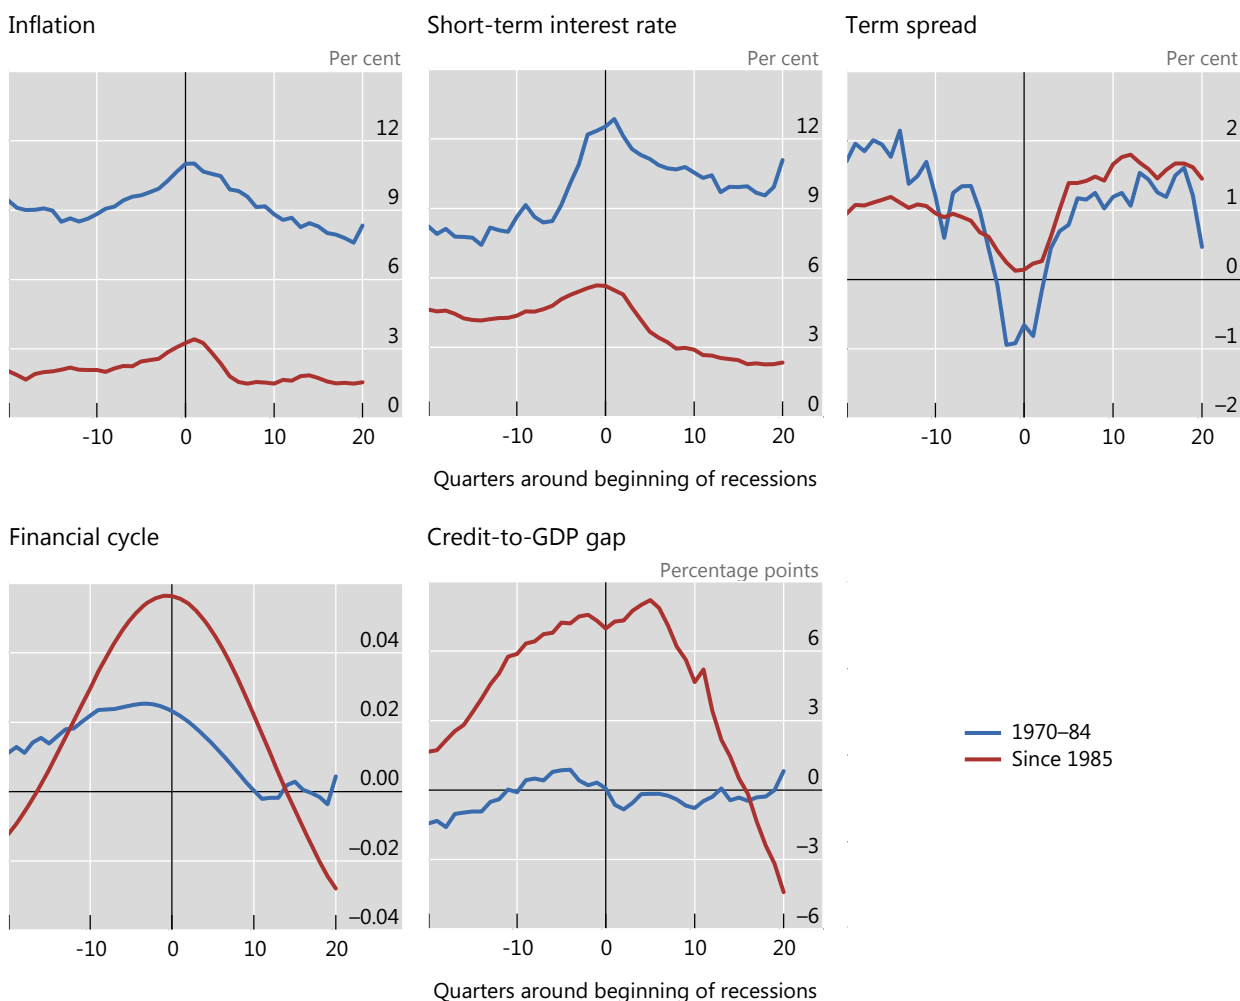 Inflation
Per cent
12
9
6
3
0
-10 0 10 20
Short-term interest rate
Per cent
12
9
6
3
0
-10 0 10 20
Term spread
Per cent
2
1
0
–1
–2
-10 0 10 20
Quarters around beginning of recessions
Financial cycle
0.04
0.02
0.00
–0.02
–0.04
-10 0 10 20
Credit-to-GDP gap
Percentage points
6
3
0
–3
–6
-10 0 10 20
1970–84
Since 1985
Quarters around beginning of recessions